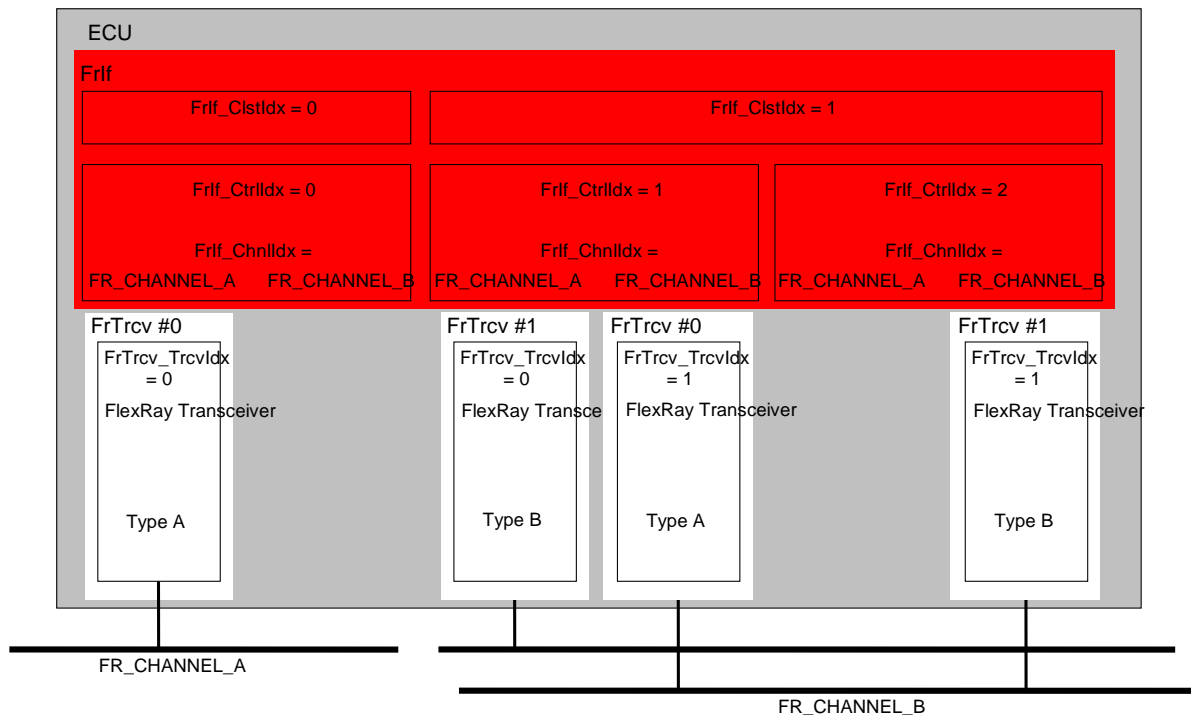 ECU
FrIf
FrIf_ClstIdx = 0
FrIf_ClstIdx = 1
FrIf_CtrlIdx = 0
FrIf_CtrlIdx = 1
FrIf_CtrlIdx = 2
FrIf_ChnlIdx =
FrIf_ChnlIdx =
FrIf_ChnlIdx =
FR_CHANNEL_A
FR_CHANNEL_B
FR_CHANNEL_A
FR_CHANNEL_B
FR_CHANNEL_A
FR_CHANNEL_B
FrTrcv #0
FrTrcv_TrcvIdx
= 0
FlexRay Transceiver
Type A
FrTrcv #1
FrTrcv_TrcvIdx
= 0
FlexRay Transce
Type B
FrTrcv #0
FrTrcv_TrcvIdx
= 1
FlexRay Transceiver
Type A
FrTrcv #1
FrTrcv_TrcvIdx
= 1
FlexRay Transceiver
Type B
FR_CHANNEL_A
FR_CHANNEL_B